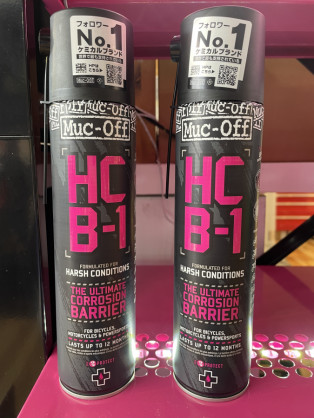 フォロワー
No.1
ケミカルブランド
Muc-Off
HC
B-1
FORMULATED FOR
HARSH CONDITIONS
THE ULTIMATE
CORROSION
BARRIER
FOR BICYCLES,
MOTORCYCLES & POWERSPORTS
LASTS UP TO 12 MONTHS
PROTECT
フォロワー
No.1
ケミカルブランド
Muc-Off
HC
B-1
FORMULATED FOR
HARSH CONDITIONS
THE ULTIMATE
CORROSION
BARRIER
FOR BICYCLES,
MOTORCYCLES & POWERSPORTS
LASTS UP TO 12 MONTHS
PROTECT